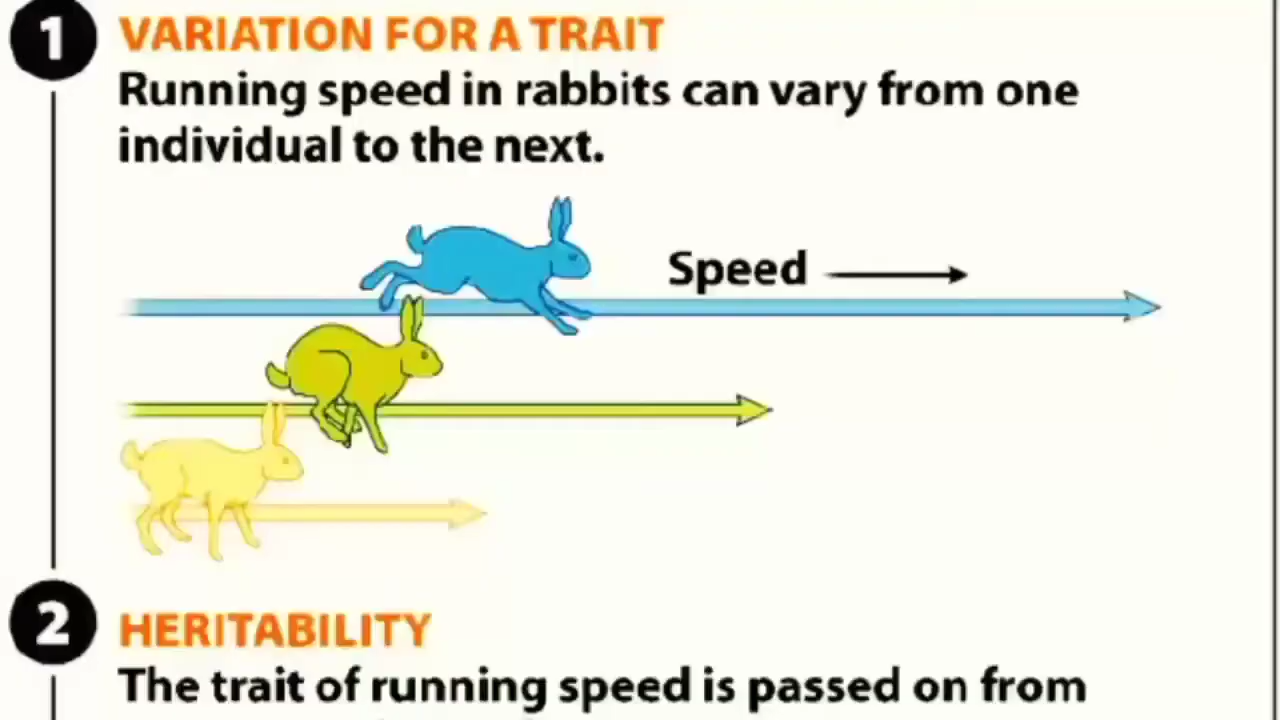 1
VARIATION FOR A TRAIT
Running speed in rabbits can vary from one
individual to the next.
Speed
2
HERITABILITY
The trait of running speed is passed on from